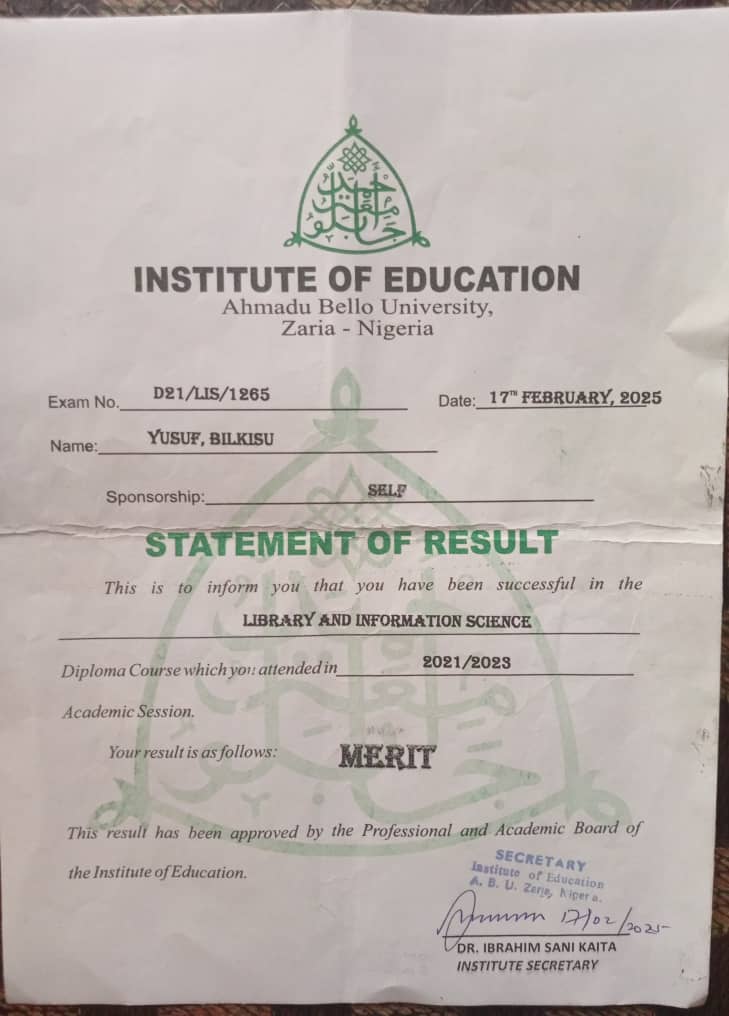 INSTITUTE OF EDUCATION
Ahmadu Bello University,
Zaria - Nigeria
Exam No. D21/LIS/1265 Date: 17TH FEBRUARY, 2025
Name: YUSUF, BILKISU
Sponsorship: SELF
STATEMENT OF RESULT
This is to inform you that you have been successful in the
LIBRARY AND INFORMATION SCIENCE
Diploma Course which you attended in 2021/2023
Academic Session.
Your result is as follows: MERIT
This result has been approved by the Professional and Academic Board of
the Institute of Education.
SECRETARY
Institute of Education
A. B. U. Zaria, Nigeria.
17/02/2025
DR. IBRAHIM SANI KAITA
INSTITUTE SECRETARY